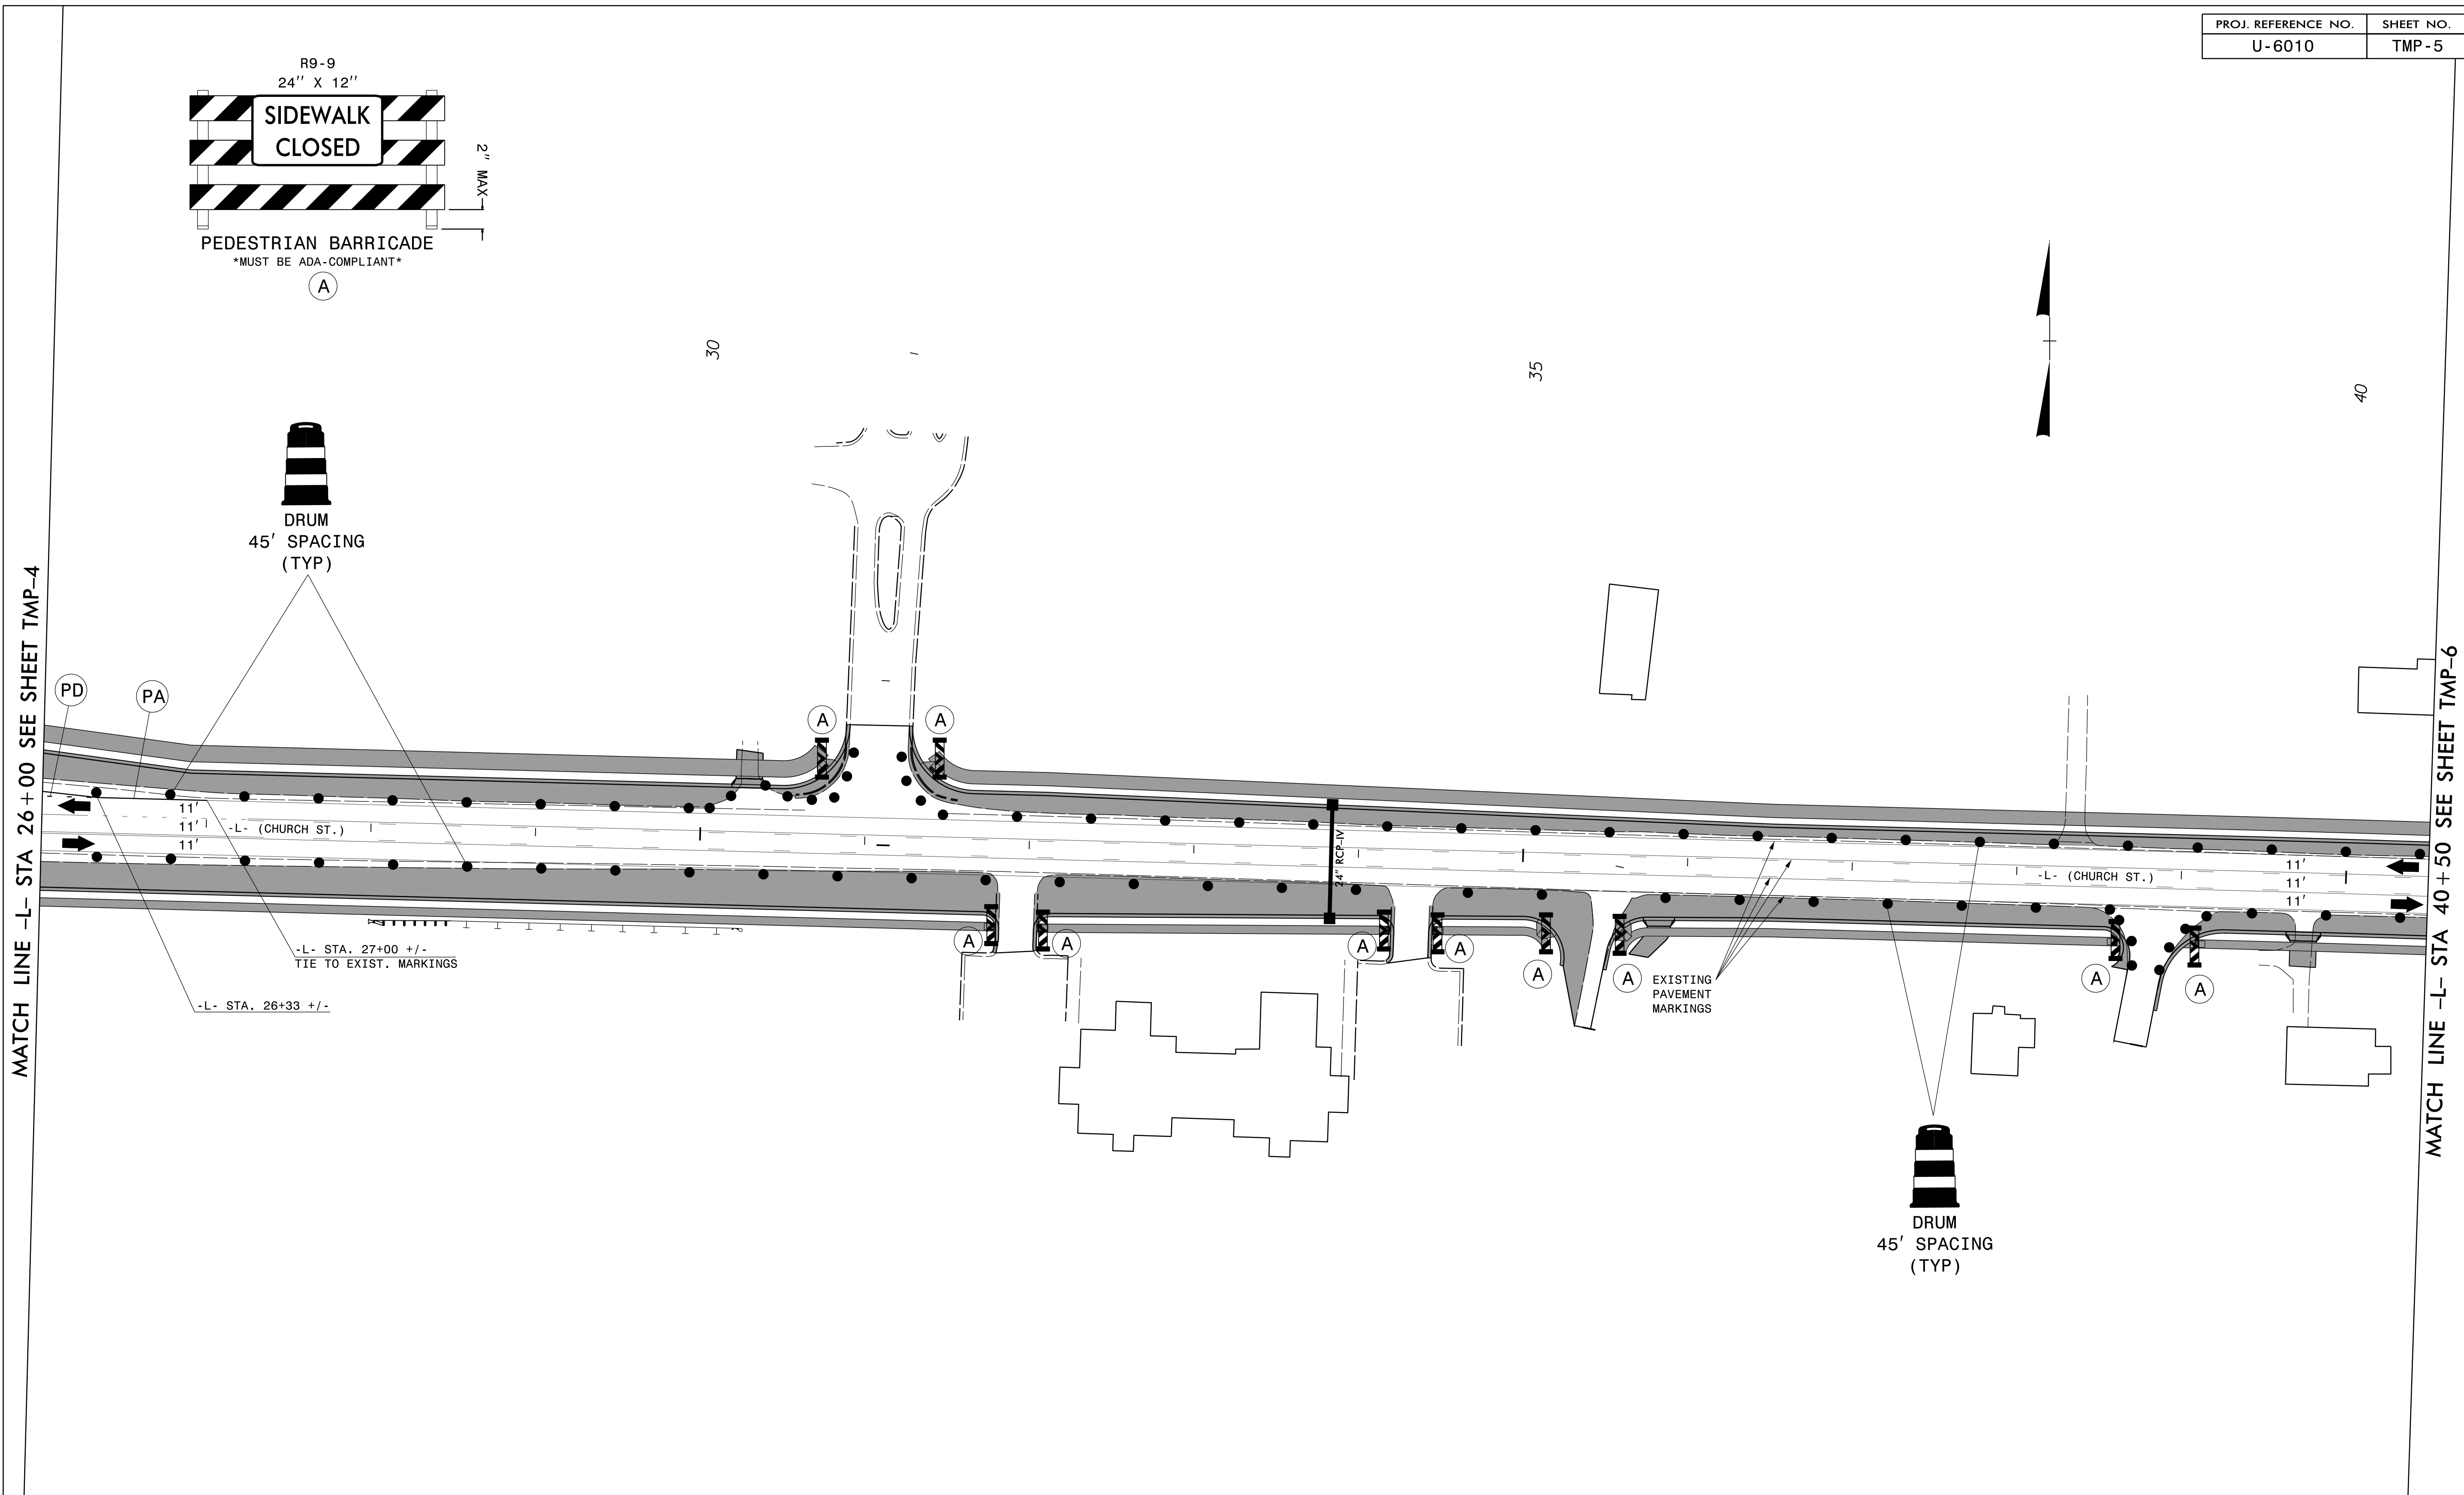 PROJ. REFERENCE NO.
SHEET NO.
U-6010
TMP-5
R9-9
24'' X 12''
SIDEWALK
CLOSED
2'' MAX
PEDESTRIAN BARRICADE
*MUST BE ADA-COMPLIANT*
A
30
35
40
DRUM
45' SPACING
(TYP)
MATCH LINE -L- STA 26+00 SEE SHEET TMP-4
PD
PA
A
A
11'
11'
11'
-L- (CHURCH ST.)
24" RCP-IV
-L- (CHURCH ST.)
11'
11'
11'
A
A
A
A
A
A
A
A
-L- STA. 27+00 +/-
TIE TO EXIST. MARKINGS
-L- STA. 26+33 +/-
EXISTING
PAVEMENT
MARKINGS
DRUM
45' SPACING
(TYP)
MATCH LINE -L- STA 40+50 SEE SHEET TMP-6